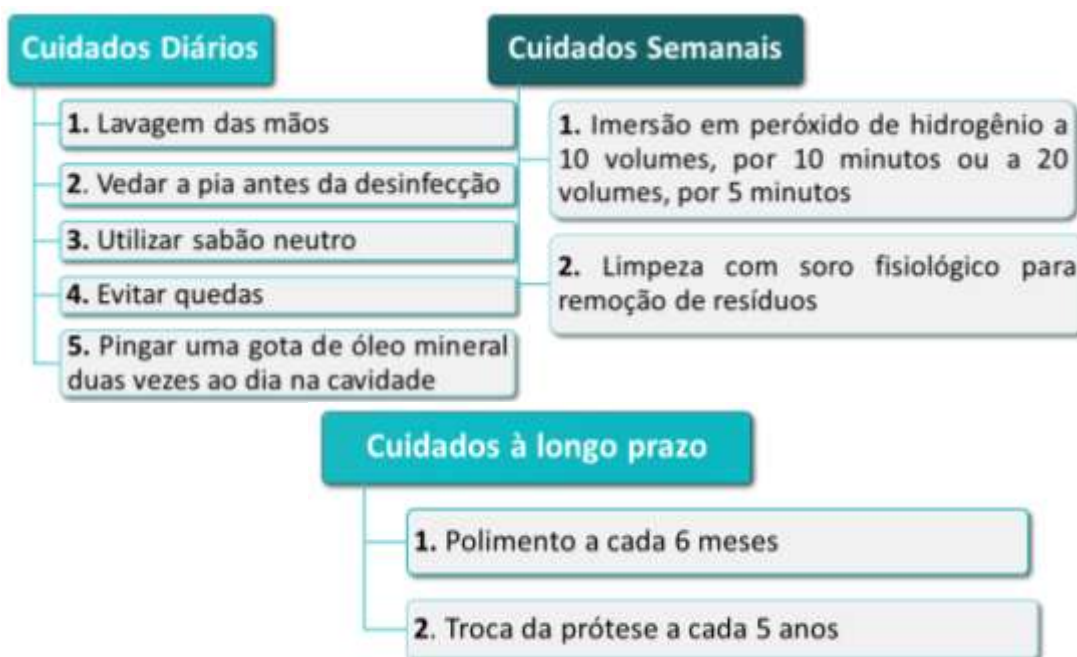 Cuidados Diários
1. Lavagem das mãos
2. Vedar a pia antes da desinfecção
3. Utilizar sabão neutro
4. Evitar quedas
5. Pingar uma gota de óleo mineral
duas vezes ao dia na cavidade
Cuidados Semanais
1. Imersão em peróxido de hidrogênio a
10 volumes, por 10 minutos ou a 20
volumes, por 5 minutos
2. Limpeza com soro fisiológico para
remoção de resíduos
Cuidados à longo prazo
1. Polimento a cada 6 meses
2. Troca da prótese a cada 5 anos